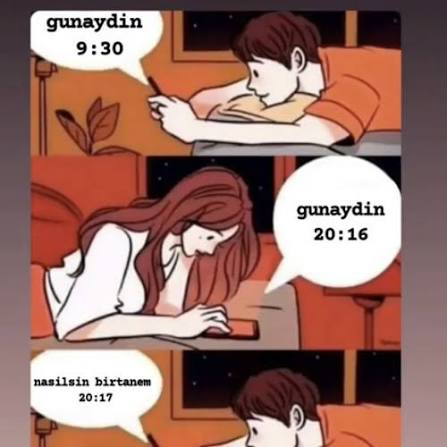 gunaydin
9:30
gunaydin
20:16
nasilsin birtanem
20:17